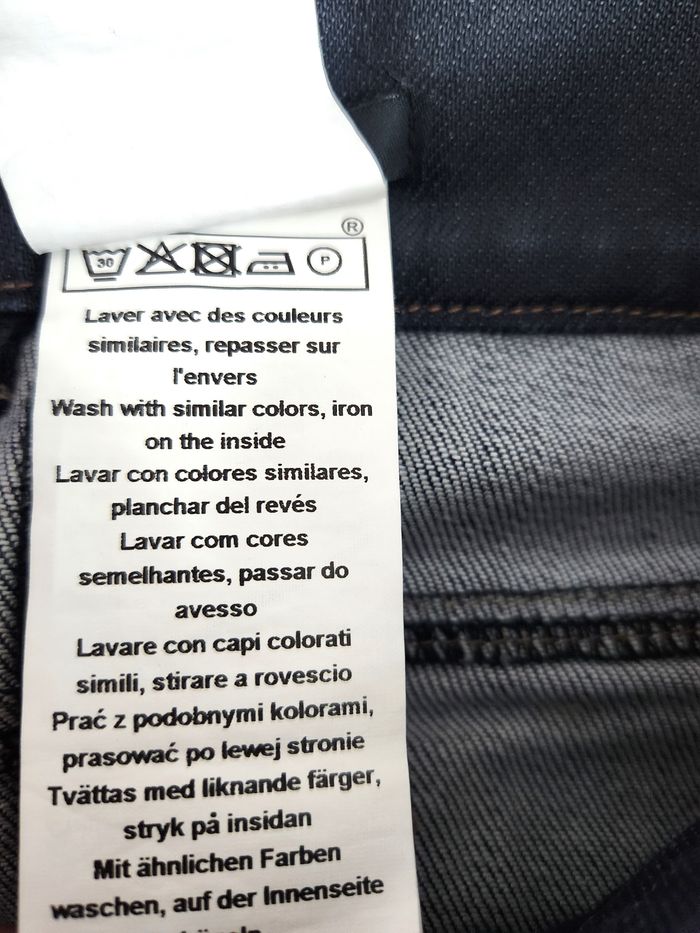 ®
30 P
Laver avec des couleurs
similaires, repasser sur
l'envers
Wash with similar colors, iron
on the inside
Lavar con colores similares,
planchar del revés
Lavar com cores
semelhantes, passar do
avesso
Lavare con capi colorati
simili, stirare a rovescio
Prać z podobnymi kolorami,
prasować po lewej stronie
Tvättas med liknande färger,
stryk på insidan
Mit ähnlichen Farben
waschen, auf der Innenseite